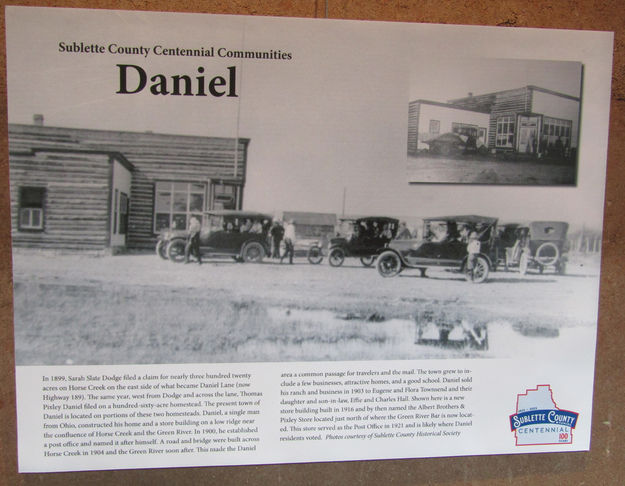 Sublette County Centennial Communities
Daniel
In 1899, Sarah Slate Dodge filed a claim for nearly three hundred twenty
acres on Horse Creek on the east side of what became Daniel Lane (now
Highway 189). The same year, west from Dodge and across the lane, Thomas
Pixley Daniel filed on a hundred-sixty-acre homestead. The present town of
Daniel is located on portions of these two homesteads. Daniel, a single man
from Ohio, constructed his home and a store building on a low ridge near
the confluence of Horse Creek and the Green River. In 1900, he established
a post office and named it after himself. A road and bridge were built across
Horse Creek in 1904 and the Green River soon after. This made the Daniel
area a common passage for travelers and the mail. The town grew to in-
clude a few businesses, attractive homes, and a good school. Daniel sold
his ranch and business in 1903 to Eugene and Flora Townsend and their
daughter and son-in-law, Effie and Charles Hall. Shown here is a new
store building built in 1916 and by then named the Albert Brothers &
Pixley Store located just north of where the Green River Bar is now locat-
ed. This store served as the Post Office in 1921 and is likely where Daniel
residents voted. Photos courtesy of Sublette County Historical Society
SUBLETTE COUNTY
CENTENNIAL
100
YEARS